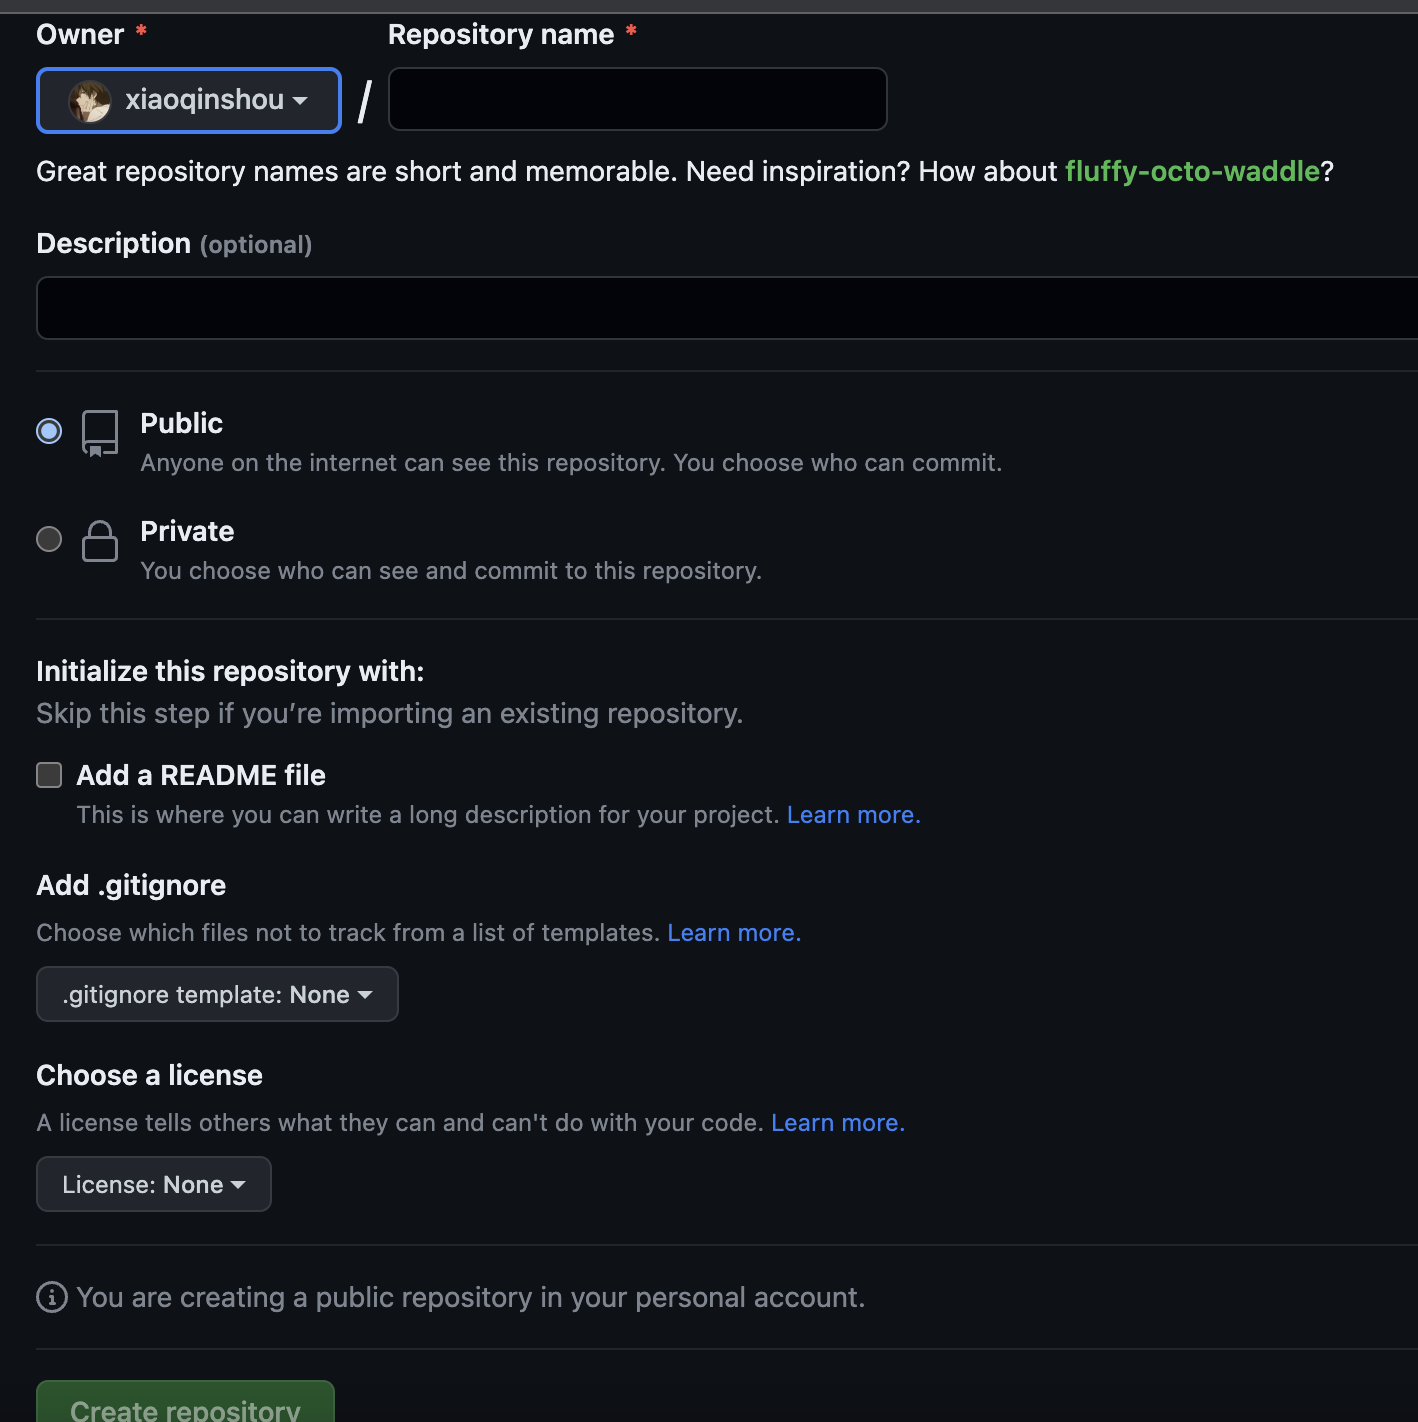 Owner * Repository name *
xiaoqinshou /
Great repository names are short and memorable. Need inspiration? How about fluffy-octo-waddle?
Description (optional)
Public
Anyone on the internet can see this repository. You choose who can commit.
Private
You choose who can see and commit to this repository.
Initialize this repository with:
Skip this step if you’re importing an existing repository.
Add a README file
This is where you can write a long description for your project. Learn more.
Add .gitignore
Choose which files not to track from a list of templates. Learn more.
.gitignore template: None
Choose a license
A license tells others what they can and can't do with your code. Learn more.
License: None
You are creating a public repository in your personal account.
Create repository